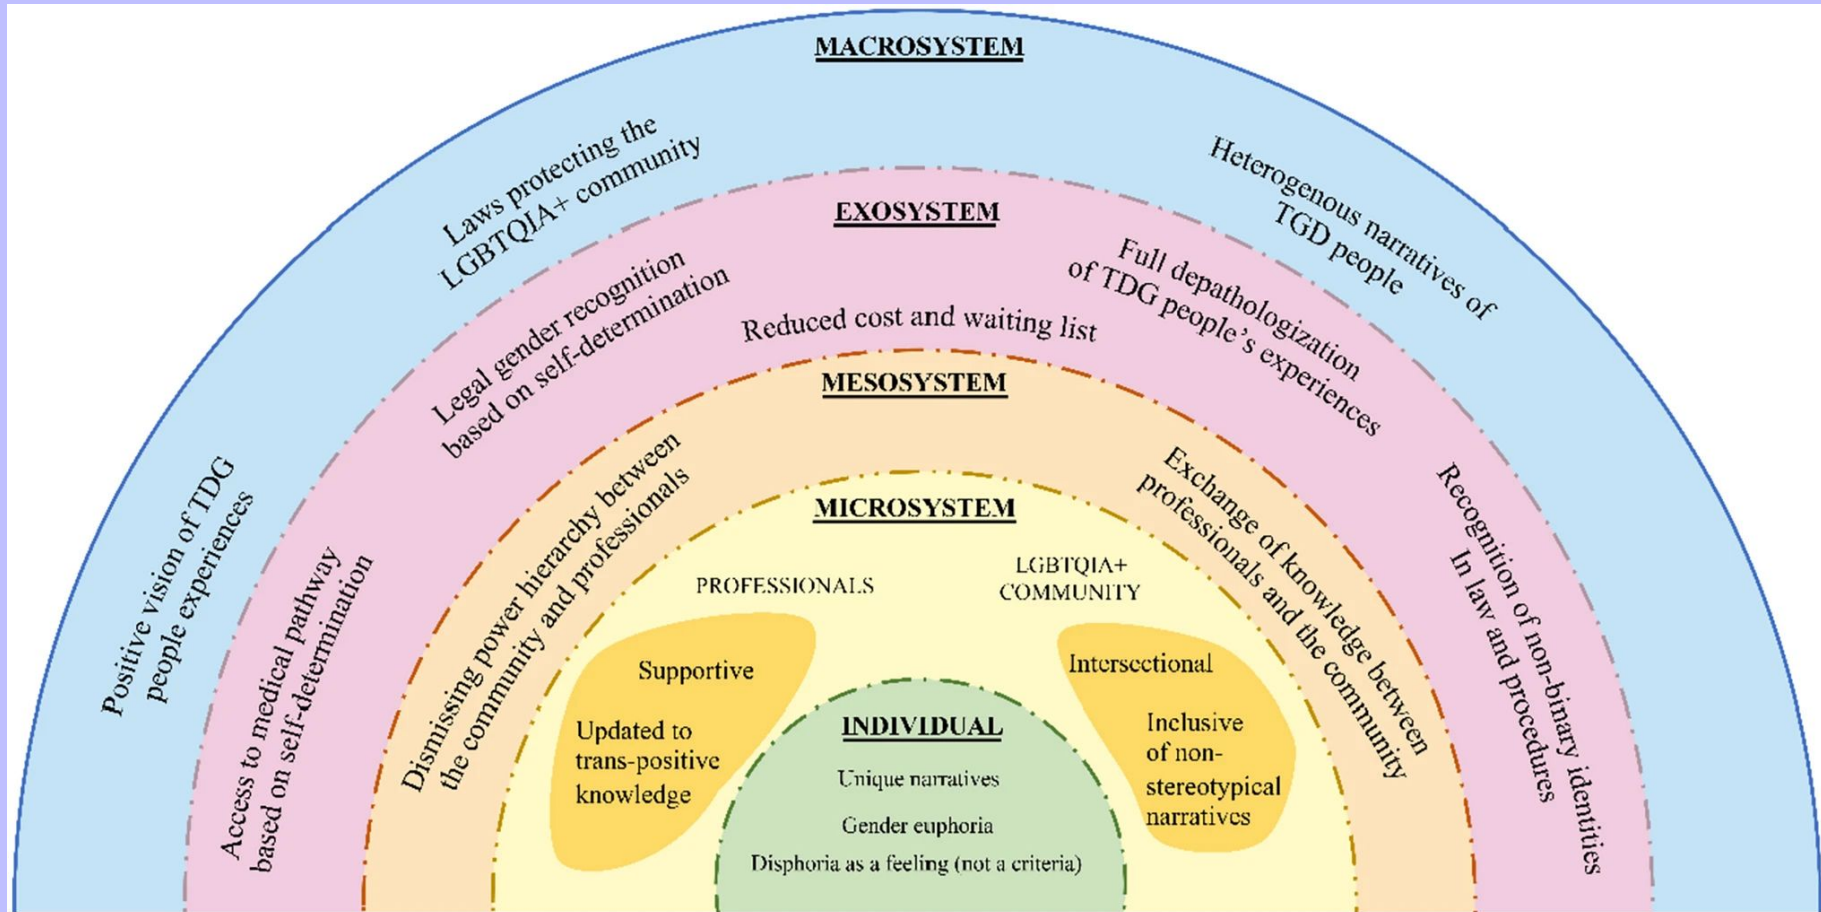 MACROSYSTEM
Laws protecting the
LGBTQIA+ community
Heterogenous narratives of
TGD people
Positive vision of TDG
people experiences
EXOSYSTEM
Legal gender recognition
based on self-determination
Reduced cost and waiting list
Full depathologization
of TDG people's experiences
Access to medical pathway
based on self-determination
Recognition of non-binary identities
In law and procedures
MESOSYSTEM
Dismissing power hierarchy between
the community and professionals
Exchange of knowledge between
professionals and the community
MICROSYSTEM
PROFESSIONALS
Supportive
Updated to
trans-positive
knowledge
LGBTQIA+
COMMUNITY
Intersectional
Inclusive
of non-
stereotypical
narratives
INDIVIDUAL
Unique narratives
Gender euphoria
Disphoria as a feeling (not a criteria)